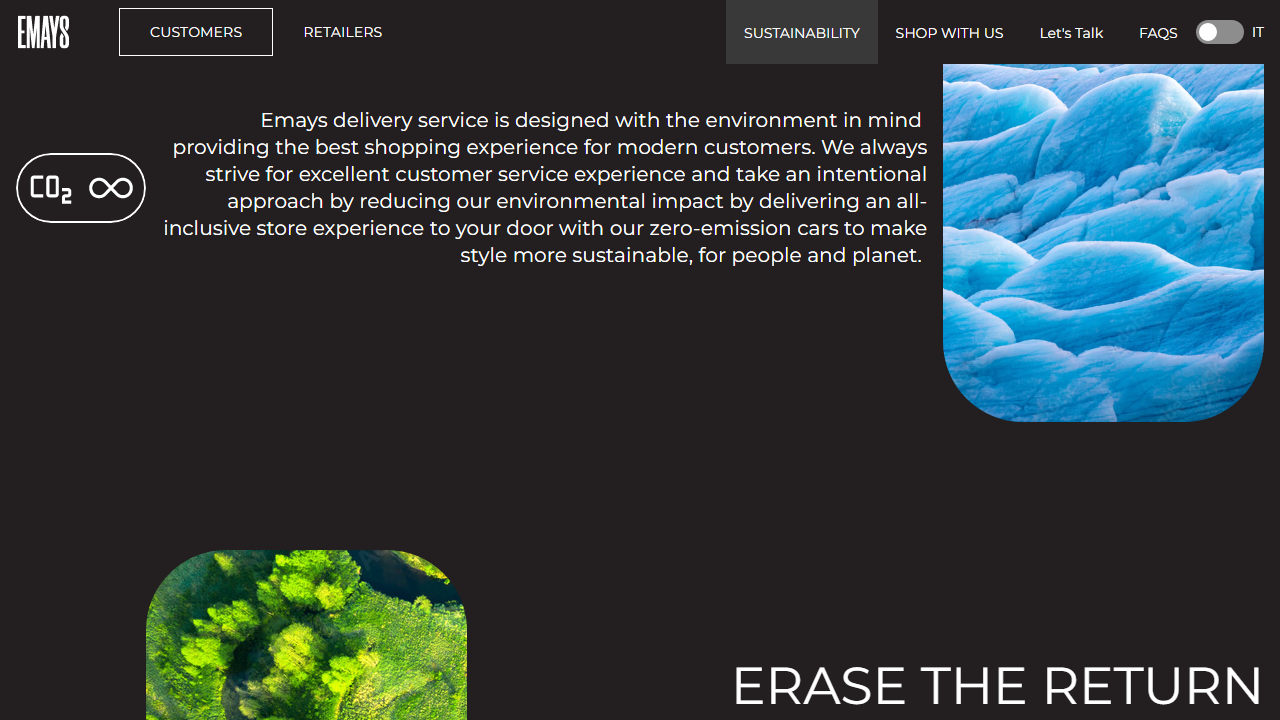 EMAYS
CUSTOMERS
RETAILERS
SUSTAINABILITY
SHOP WITH US
Let's Talk
FAQS
IT
Emays delivery service is designed with the environment in mind
providing the best shopping experience for modern customers. We always
strive for excellent customer service experience and take an intentional
approach by reducing our environmental impact by delivering an all-
inclusive store experience to your door with our zero-emission cars to make
style more sustainable, for people and planet.
CO2
ERASE THE RETURN